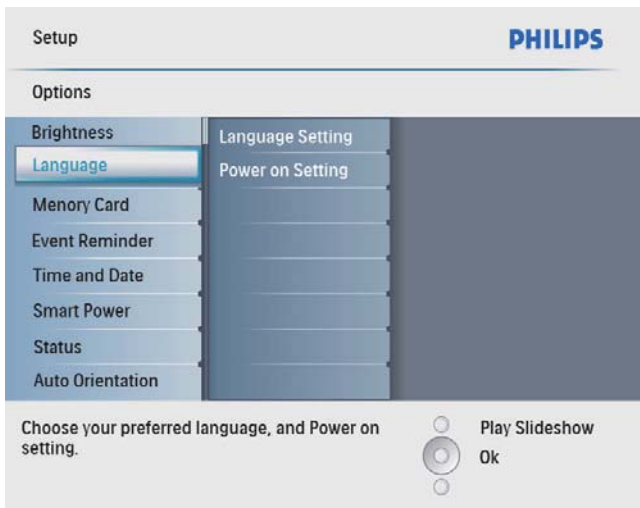 Setup
PHILIPS
Options
Brightness
Language
Menory Card
Event Reminder
Time and Date
Smart Power
Status
Auto Orientation
Language Setting
Power on Setting
Choose your preferred language, and Power on
setting.
Play Slideshow
Ok